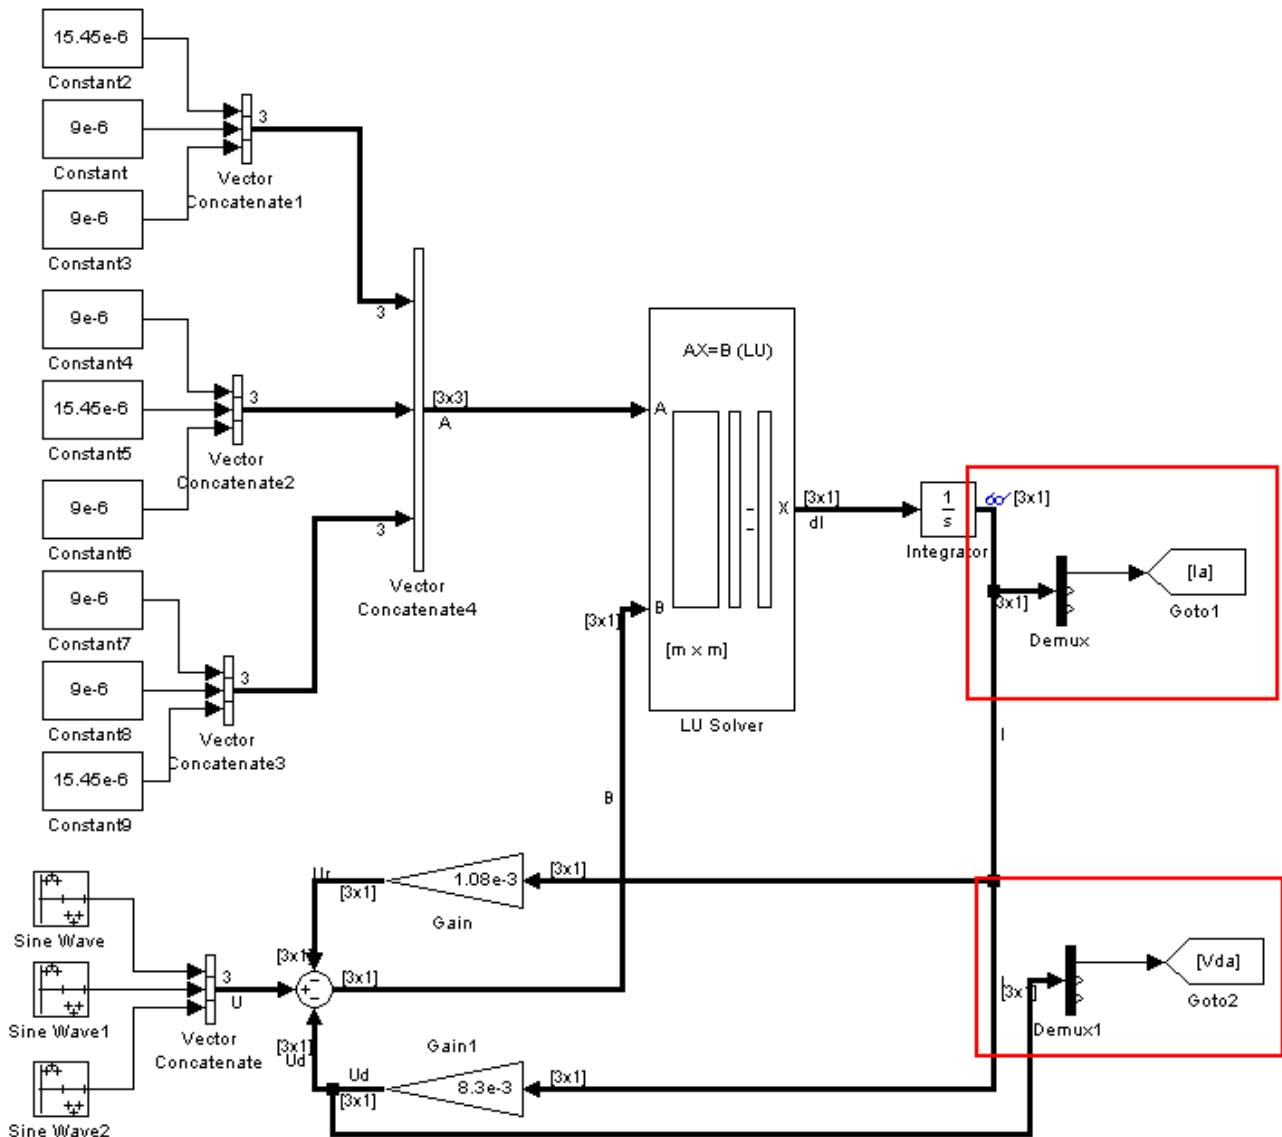 15.45e-6
Constant2
9e-6
Constant
9e-6
Constant3
3
Vector
Concatenate1
3
9e-6
Constant4
15.45e-6
Constant5
9e-6
Constant6
3
Vector
Concatenate2
9e-6
Constant7
9e-6
Constant8
15.45e-6
Constant9
3
Vector
Concatenate3
3
Vector
Concatenate4
[3x3]
A
AX=B (LU)
A
B
X
[m x m]
LU Solver
[3x1]
B
[3x1]
dI
1
s
Integrator
[3x1]
[3x1]
Demux
[Ia]
Goto1
I
Sine Wave
Sine Wave1
Sine Wave2
3
U
Vector
Concatenate
Ur
[3x1]
1.08e-3
Gain
[3x1]
[3x1]
+
−
−
[3x1]
[3x1]
Ud
Gain1
Ud
[3x1]
8.3e-3
[3x1]
[3x1]
Demux1
[Vda]
Goto2